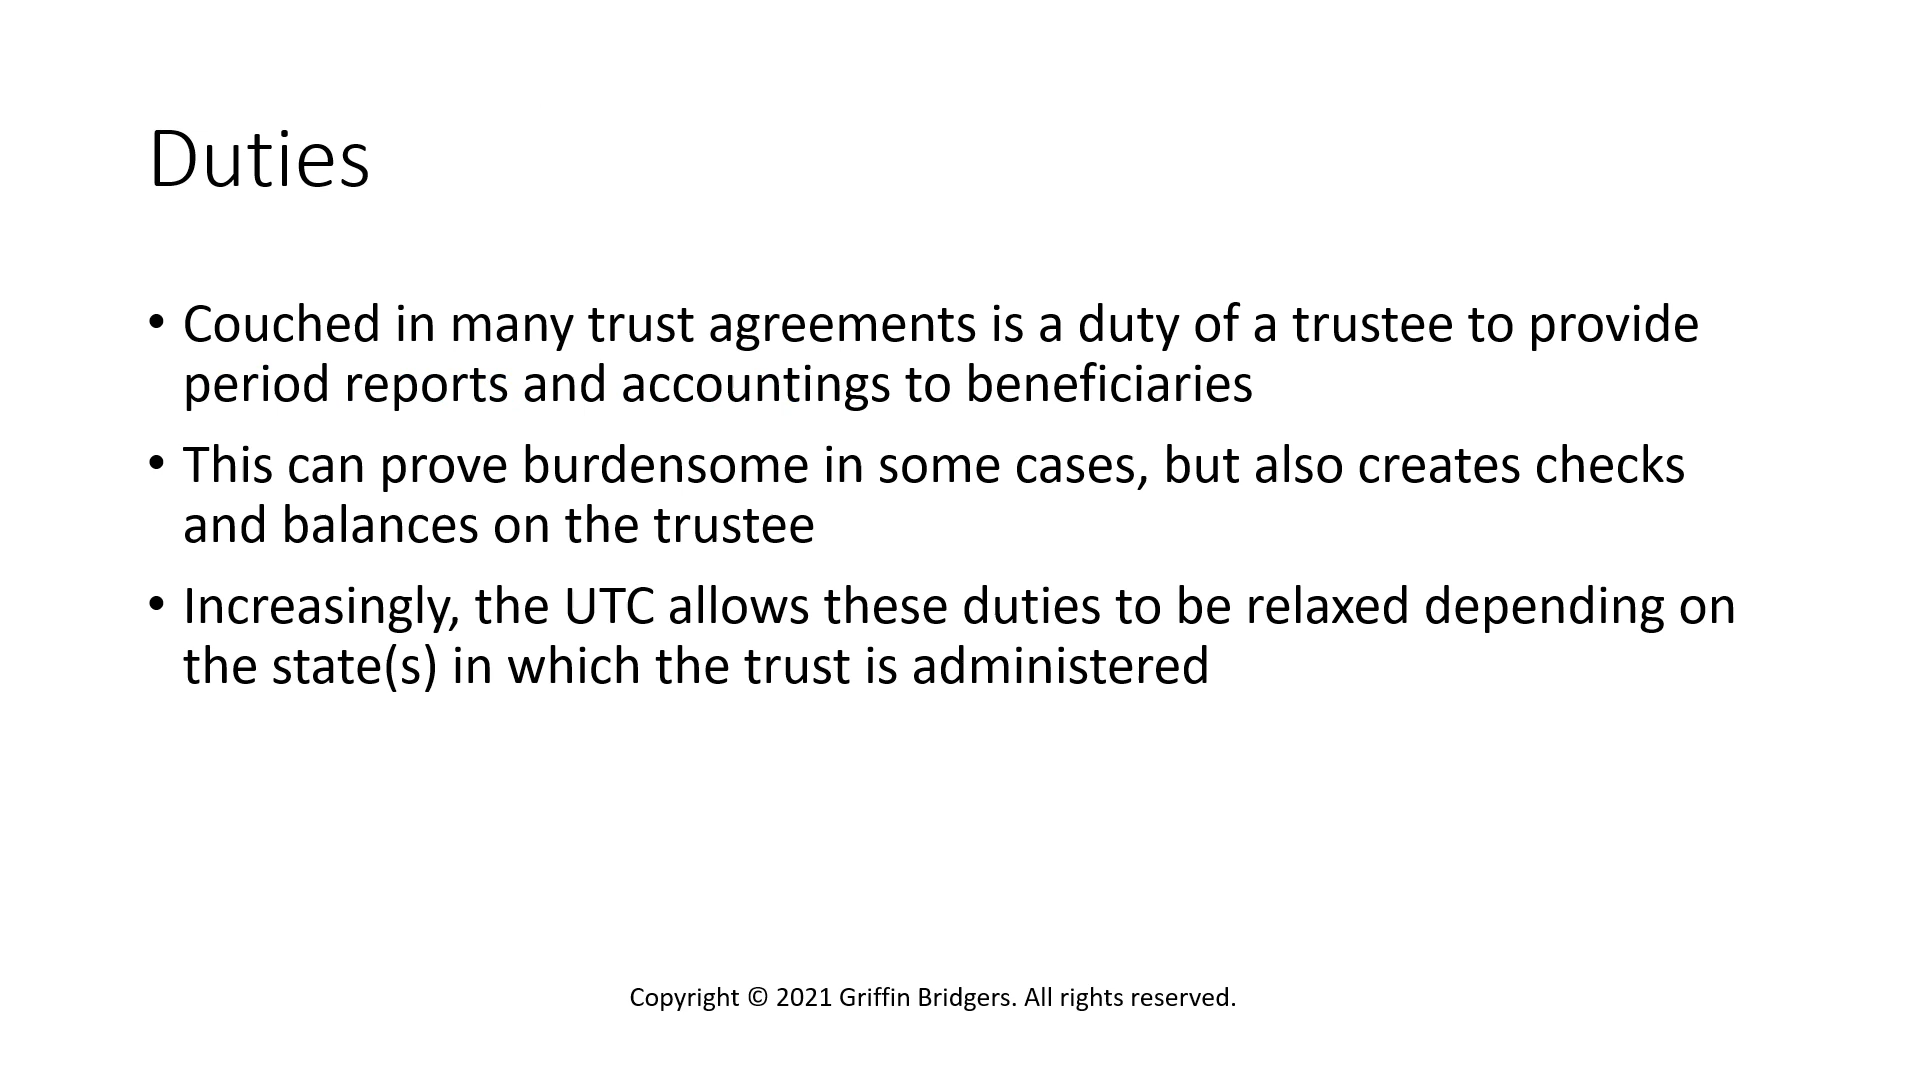 Duties
• Couched in many trust agreements is a duty of a trustee to provide
period reports and accountings to beneficiaries
• This can prove burdensome in some cases, but also creates checks
and balances on the trustee
• Increasingly, the UTC allows these duties to be relaxed depending on
the state(s) in which the trust is administered
Copyright © 2021 Griffin Bridgers. All rights reserved.